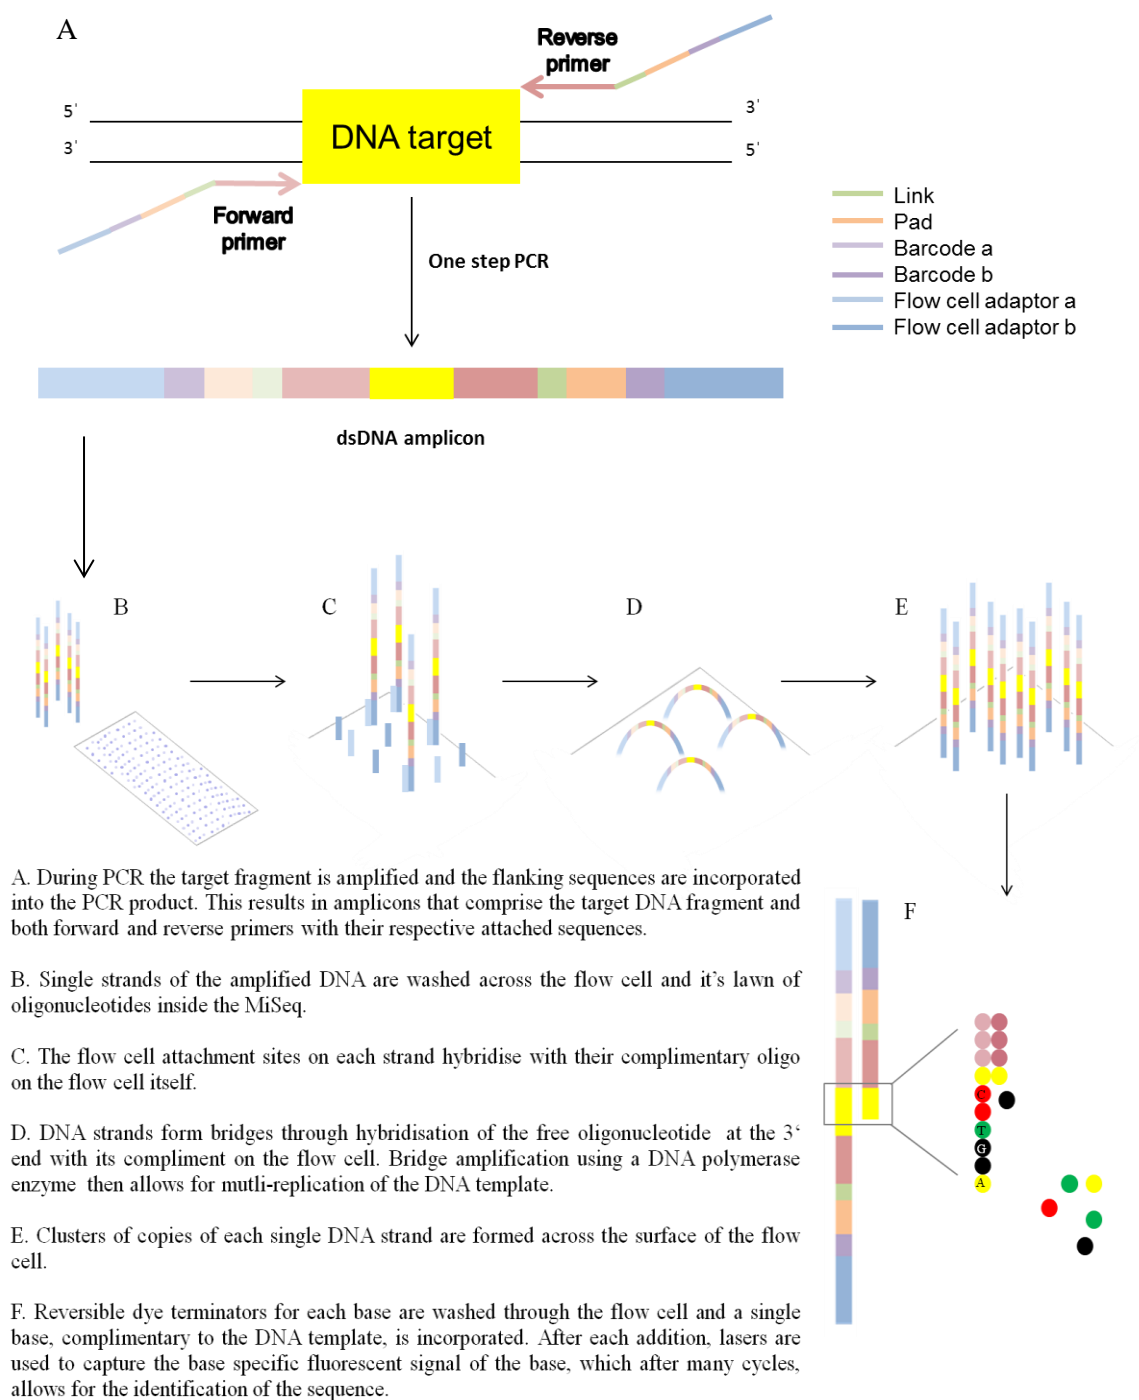 A
Reverse
primer
5'
3'
DNA target
3'
5'
Forward
primer
One step PCR
Link
Pad
Barcode a
Barcode b
Flow cell adaptor a
Flow cell adaptor b
dsDNA amplicon
B
C
D
E
A. During PCR the target fragment is amplified and the flanking sequences are incorporated
into the PCR product. This results in amplicons that comprise the target DNA fragment and
both forward and reverse primers with their respective attached sequences.
B. Single strands of the amplified DNA are washed across the flow cell and it's lawn of
oligonucleotides inside the MiSeq.
C. The flow cell attachment sites on each strand hybridise with their complimentary oligo
on the flow cell itself.
D. DNA strands form bridges through hybridisation of the free oligonucleotide at the 3‘
end with its compliment on the flow cell. Bridge amplification using a DNA polymerase
enzyme then allows for mutli-replication of the DNA template.
E. Clusters of copies of each single DNA strand are formed across the surface of the flow
cell.
F. Reversible dye terminators for each base are washed through the flow cell and a single
base, complimentary to the DNA template, is incorporated. After each addition, lasers are
used to capture the base specific fluorescent signal of the base, which after many cycles,
allows for the identification of the sequence.
F
C
T
G
A